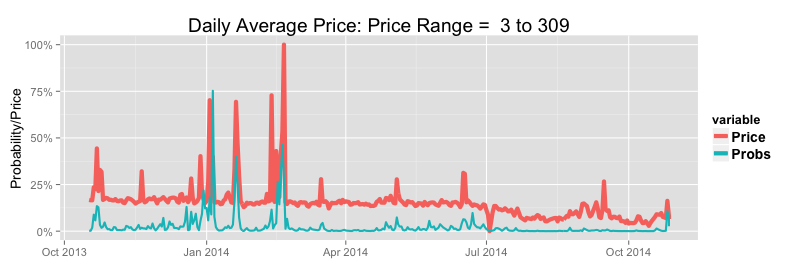 Daily Average Price: Price Range =  3 to 309
100%
75%
50%
25%
0%
Probability/Price
Oct 2013
Jan 2014
Apr 2014
Jul 2014
Oct 2014
variable
Price
Probs